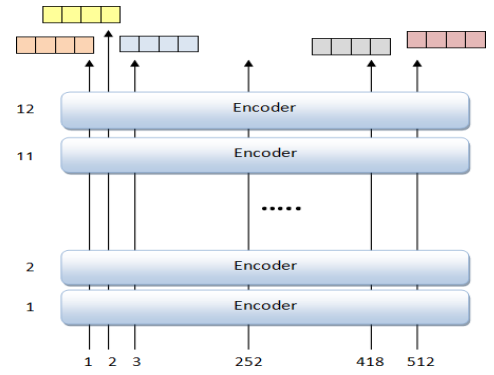 12 Encoder
11 Encoder
.....
2 Encoder
1 Encoder
1 2 3 252 418 512